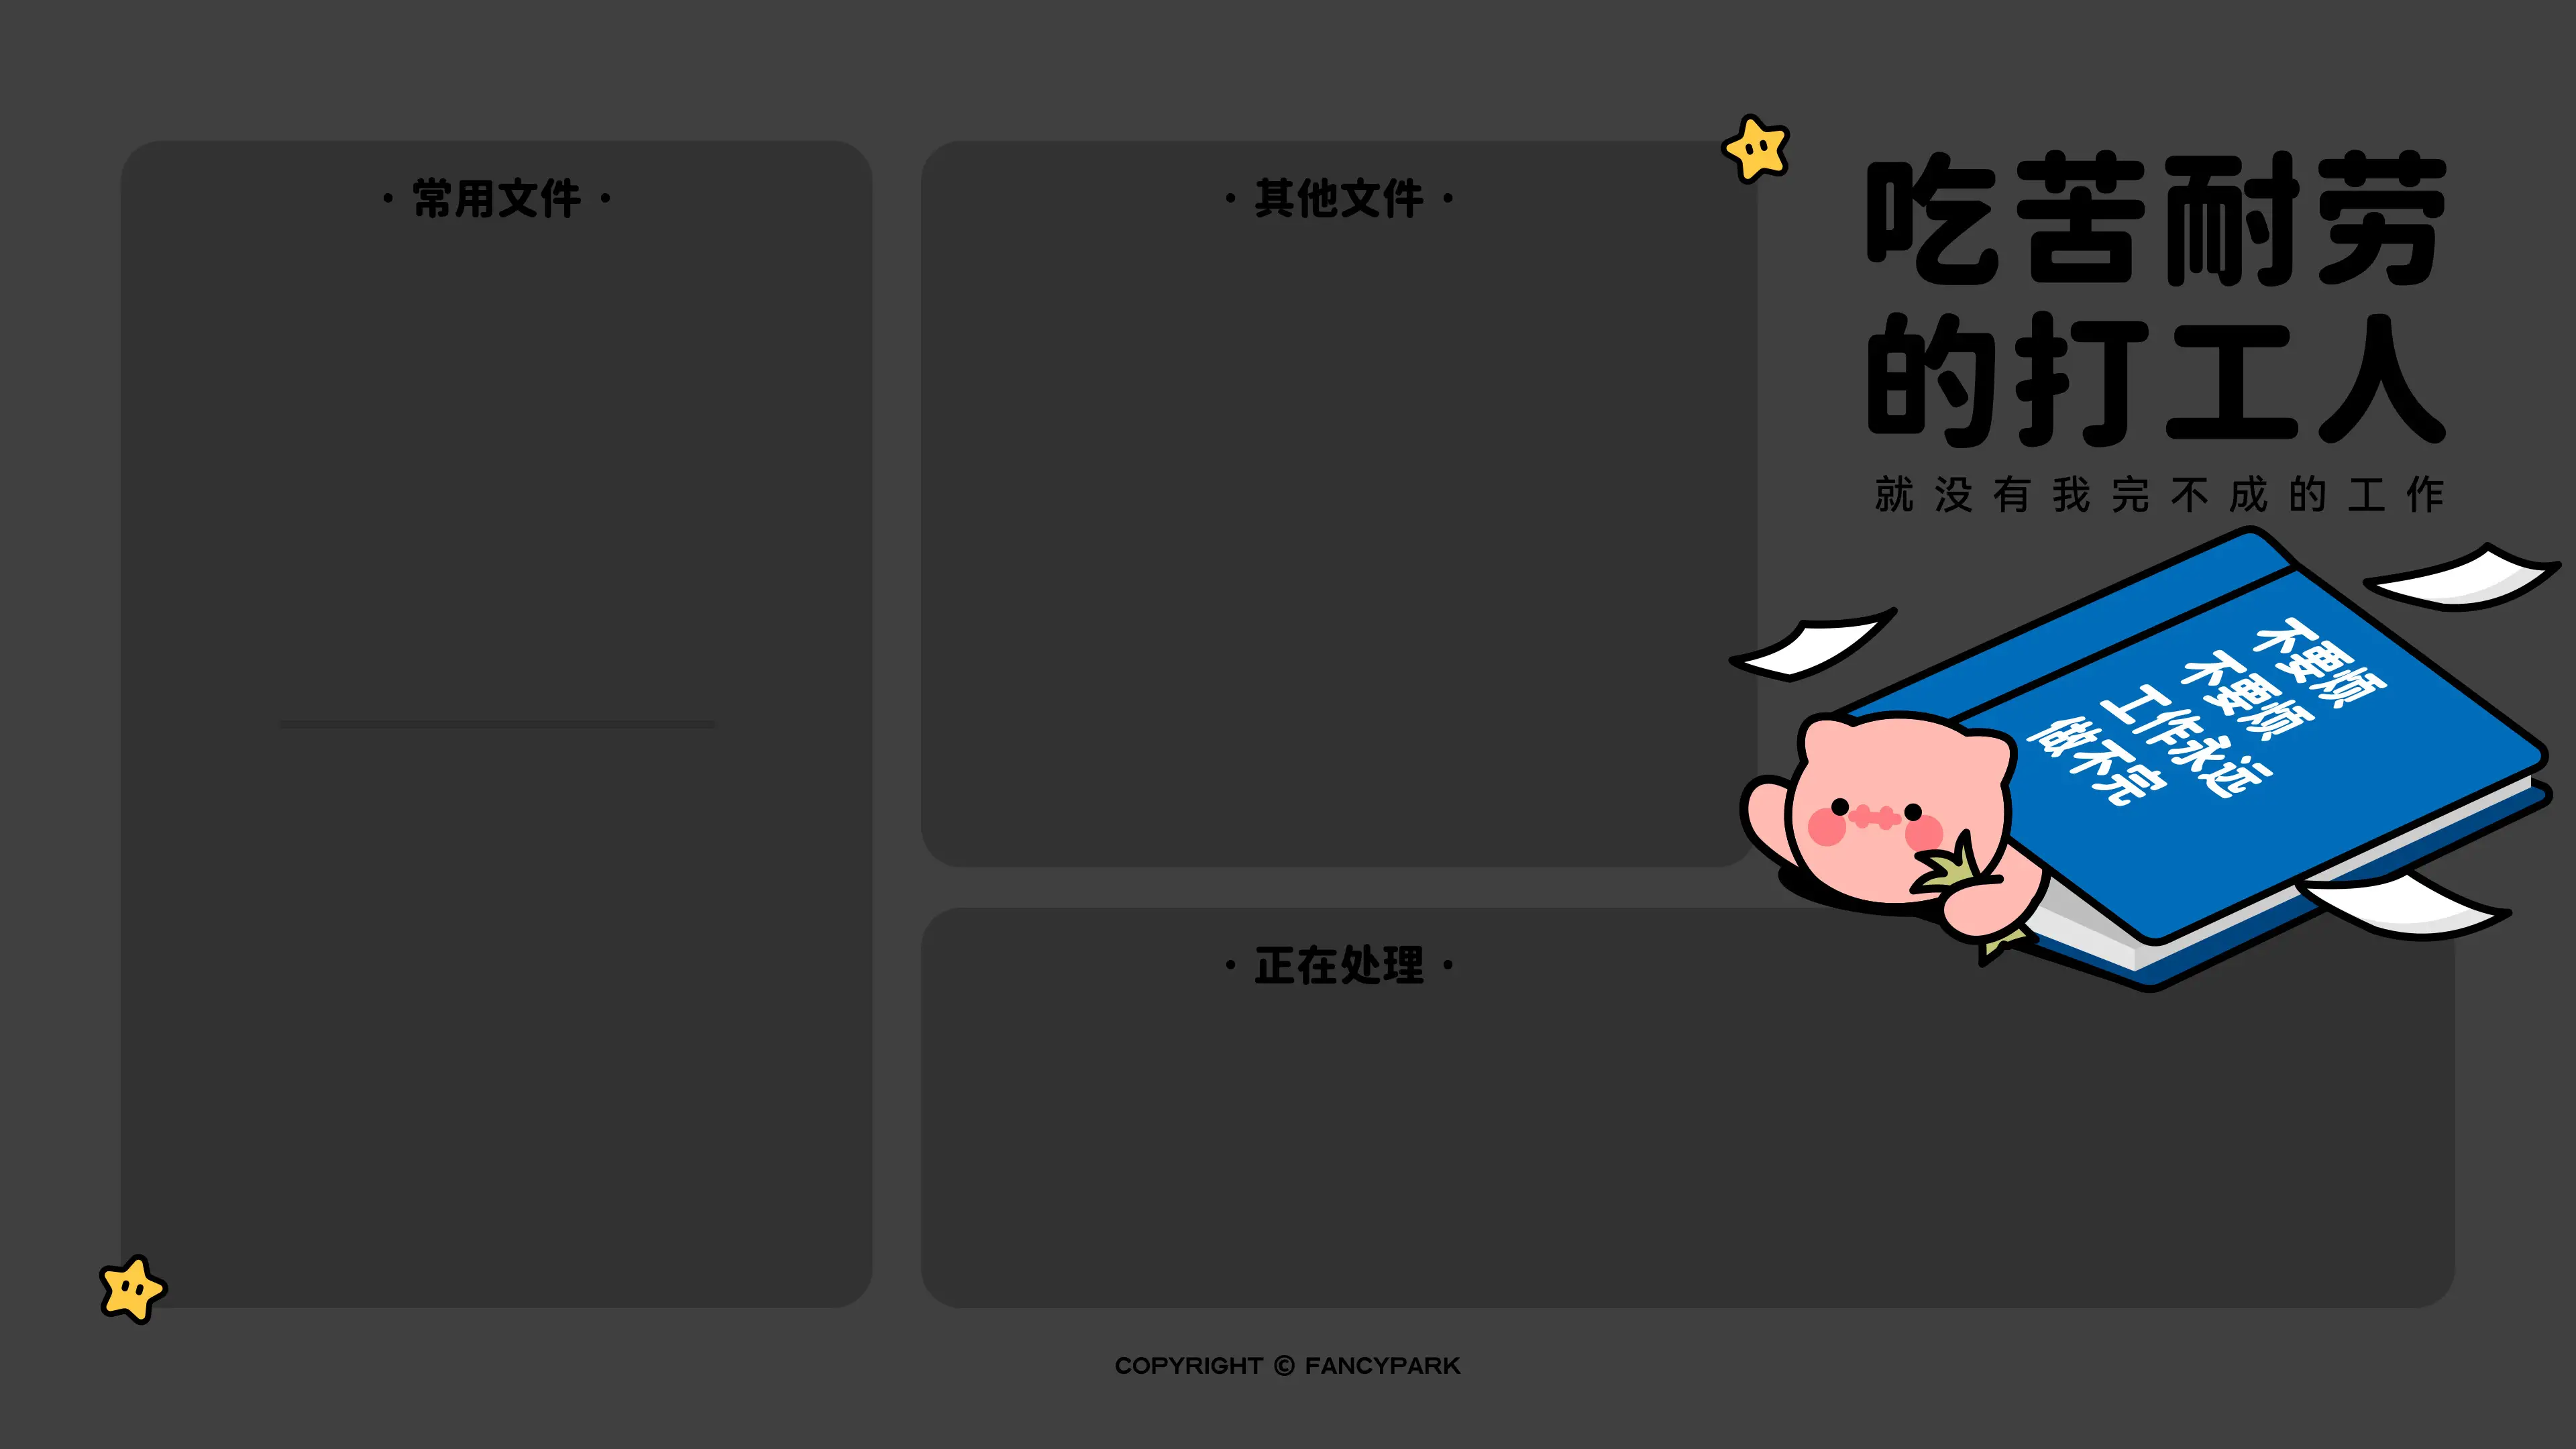 · 常用文件 ·
· 其他文件 ·
吃苦耐劳
的打工人
就没有我完不成的工作
不要烦
不要烦
工作永远
做不完
· 正在处理 ·
COPYRIGHT © FANCYPARK